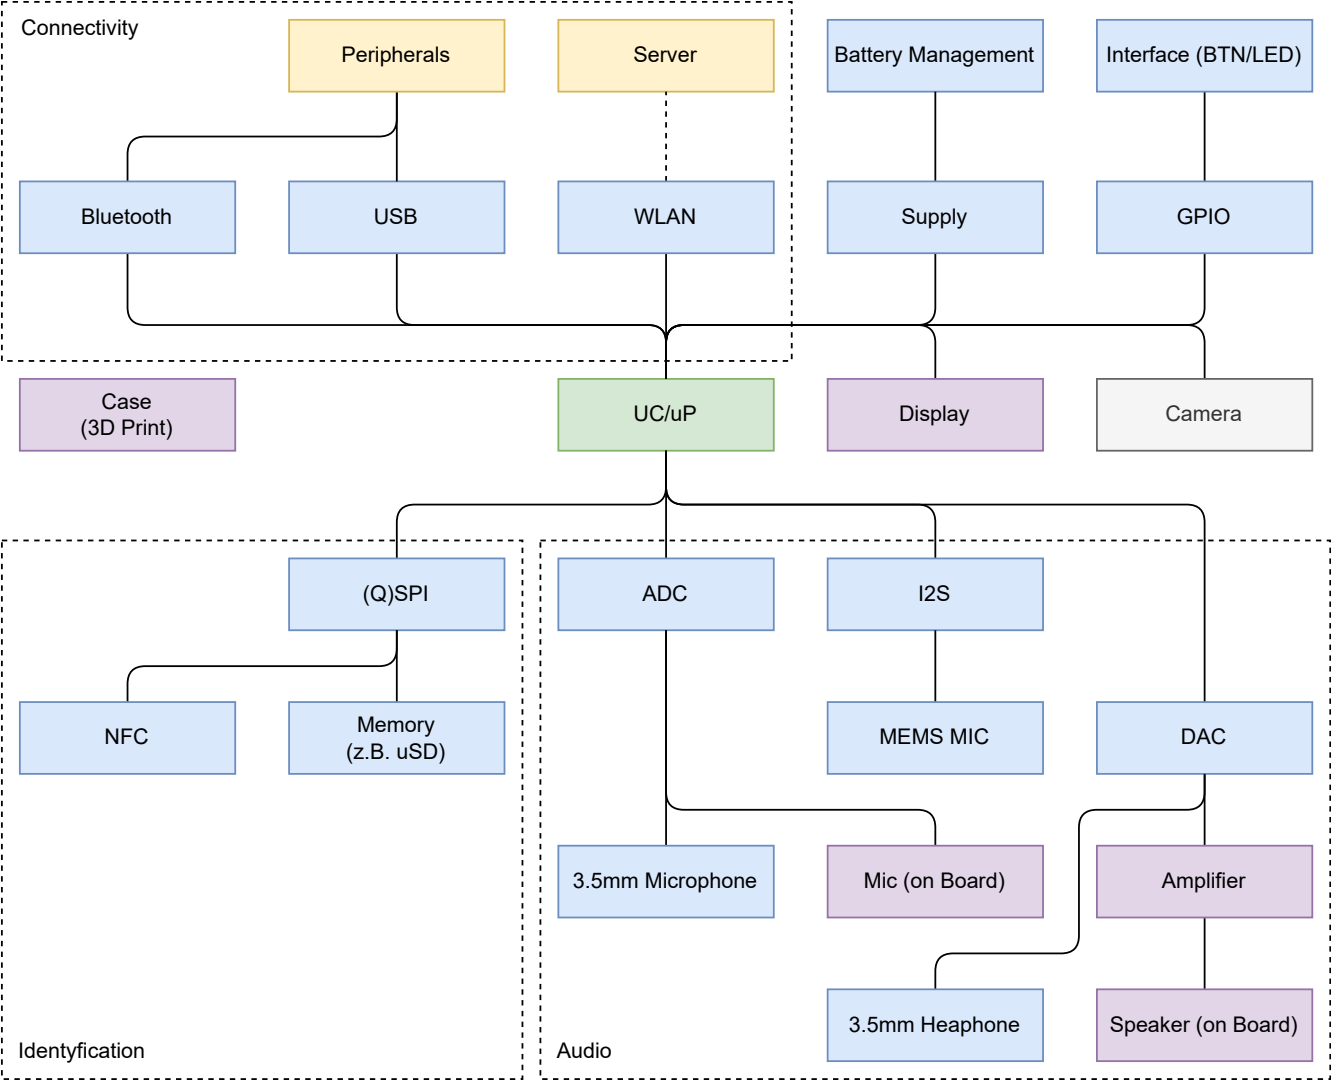 Connectivity
Peripherals
Server
Battery Management
Interface (BTN/LED)
Bluetooth
USB
WLAN
Supply
GPIO
Case
(3D Print)
UC/uP
Display
Camera
(Q)SPI
ADC
I2S
NFC
Memory
(z.B. uSD)
MEMS MIC
DAC
3.5mm Microphone
Mic (on Board)
Amplifier
3.5mm Heaphone
Speaker (on Board)
Identyfication
Audio